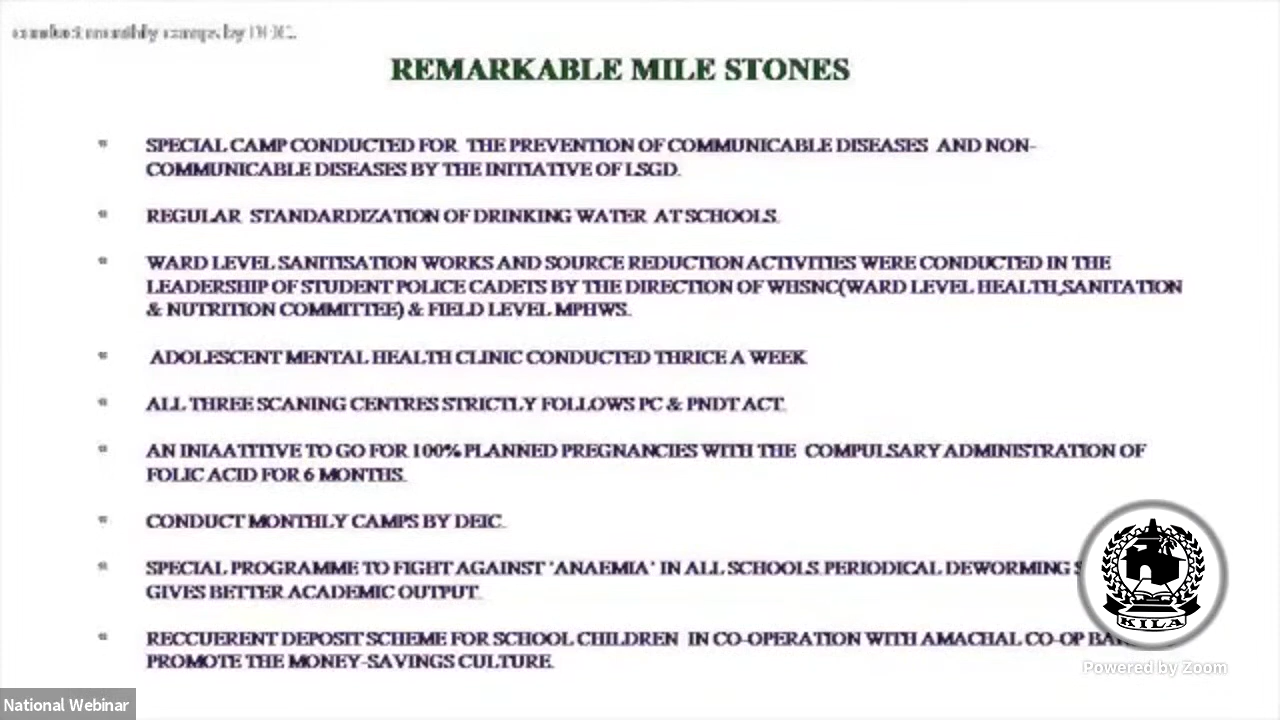 conduct monthly camps by DEIC.
REMARKABLE MILE STONES
SPECIAL CAMP CONDUCTED FOR THE PREVENTION OF COMMUNICABLE DISEASES AND NON-
COMMUNICABLE DISEASES BY THE INITIATIVE OF LSGD.
REGULAR STANDARDIZATION OF DRINKING WATER AT SCHOOLS.
WARD LEVEL SANITISATION WORKS AND SOURCE REDUCTION ACTIVITIES WERE CONDUCTED IN THE
LEADERSHIP OF STUDENT POLICE CADETS BY THE DIRECTION OF WHSNC(WARD LEVEL HEALTH,SANITATION
& NUTRITION COMMITTEE) & FIELD LEVEL MPHWS.
ADOLESCENT MENTAL HEALTH CLINIC CONDUCTED THRICE A WEEK
ALL THREE SCANING CENTRES STRICTLY FOLLOWS PC & PNDT ACT.
AN INIAATITIVE TO GO FOR 100% PLANNED PREGNANCIES WITH THE COMPULSARY ADMINISTRATION OF
FOLIC ACID FOR 6 MONTHS.
CONDUCT MONTHLY CAMPS BY DEIC.
SPECIAL PROGRAMME TO FIGHT AGAINST 'ANAEMIA' IN ALL SCHOOLS. PERIODICAL DEWORMING
GIVES BETTER ACADEMIC OUTPUT.
RECCUERENT DEPOSIT SCHEME FOR SCHOOL CHILDREN IN CO-OPERATION WITH AMACHAL CO-OP
PROMOTE THE MONEY-SAVINGS CULTURE.
KILA
Powered by Zoom
National Webinar